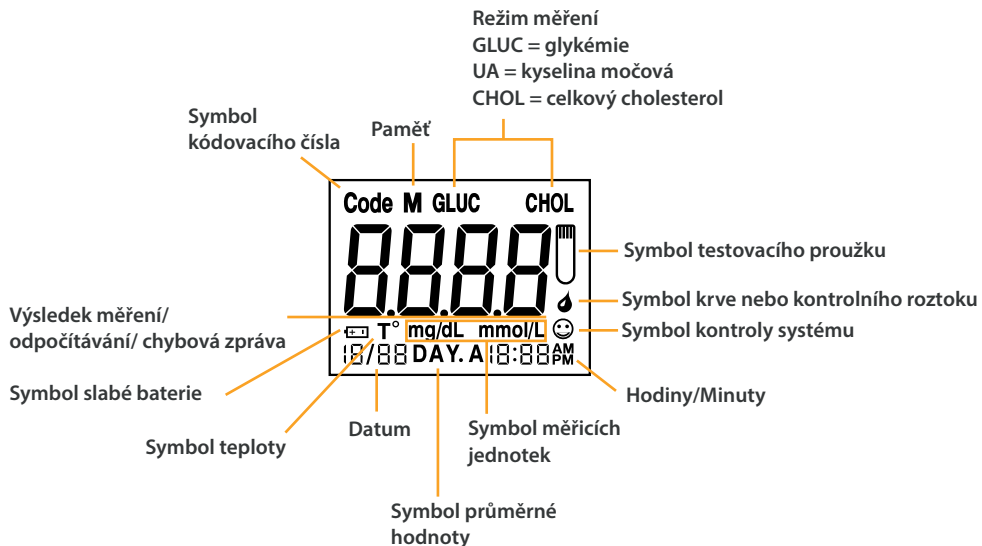 Režim měření
GLUC = glykémie
UA = kyselina močová
CHOL = celkový cholesterol
Symbol
kódovacího čísla
Paměť
Code M GLUC CHOL
8.8.8.8
Symbol testovacího proužku
Symbol krve nebo kontrolního roztoku
Výsledek měření/
odpočítávání/ chybová zpráva
T° mg/dL mmol/L
Symbol kontroly systému
18/88 DAY. A 18:88 AM PM
Symbol slabé baterie
Hodiny/Minuty
Symbol teploty
Datum
Symbol měřicích
jednotek
Symbol průměrné
hodnoty